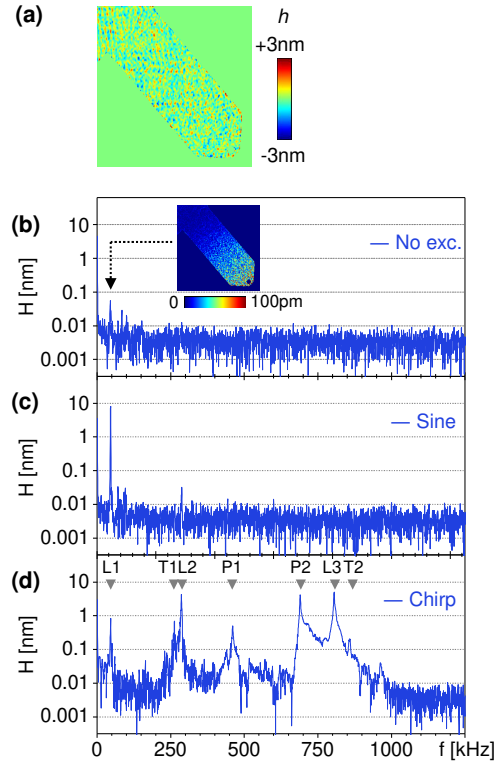 (a)
h
+3nm
-3nm
(b)
10
1
0.1
0.01
0.001
H [nm]
No exc.
0 100pm
(c)
10
1
0.1
0.01
0.001
H [nm]
Sine
(d)
L1 T1 L2 P1 P2 L3 T2
10
1
0.1
0.01
0.001
H [nm]
Chirp
0 250 500 750 1000 f [kHz]